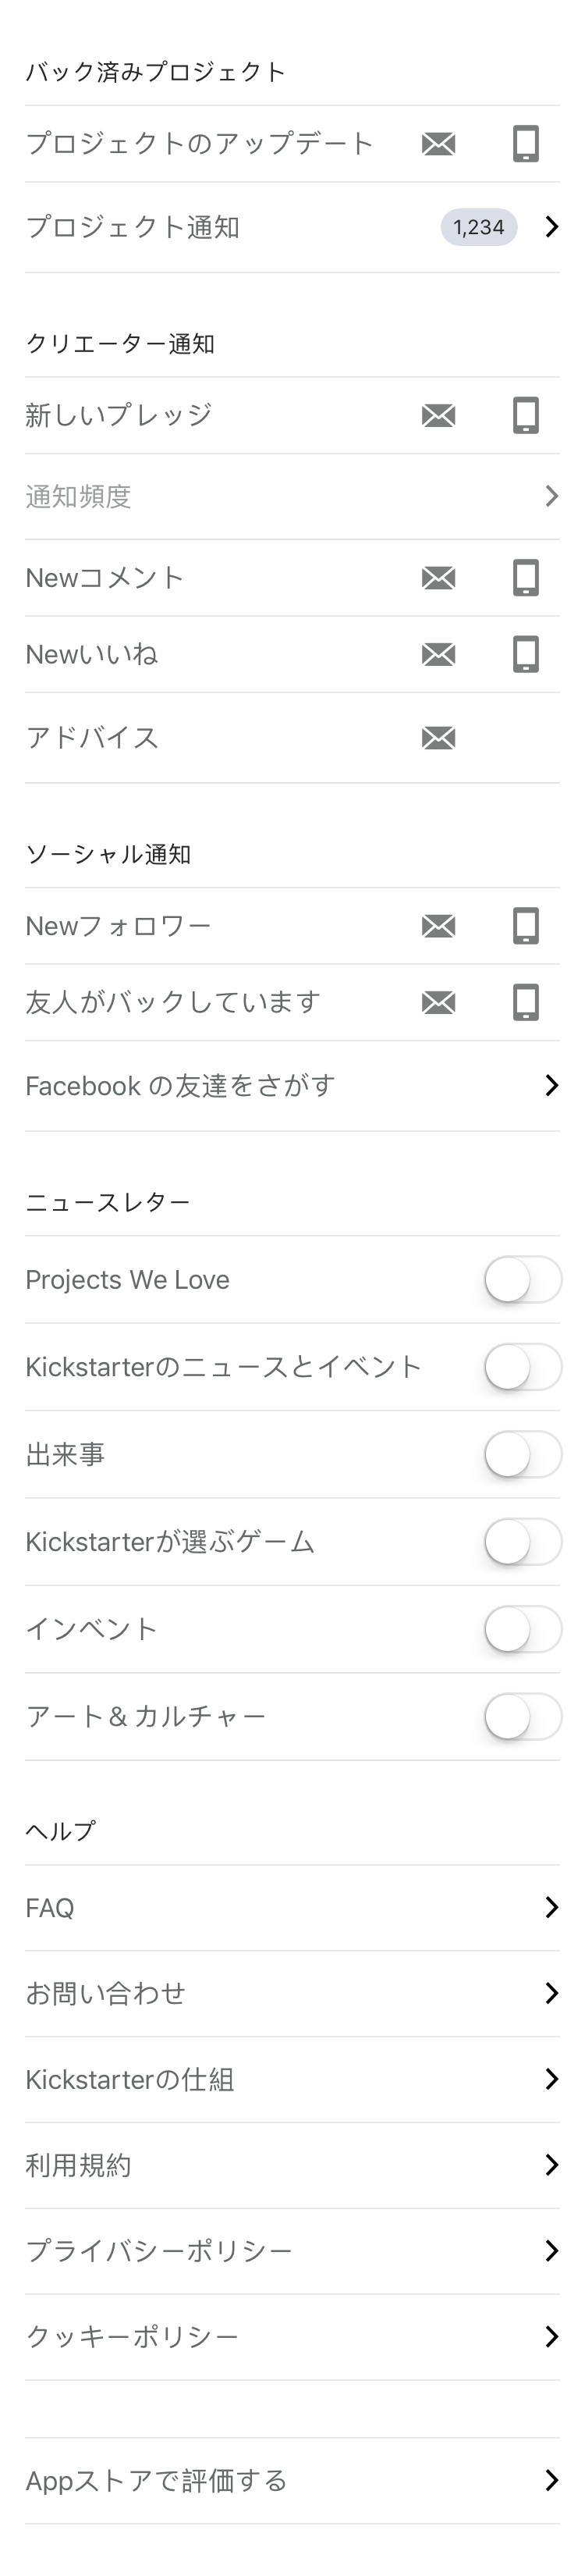 バック済みプロジェクト
プロジェクトのアップデート
プロジェクト通知 1,234
クリエーター通知
新しいプレッジ
通知頻度
Newコメント
Newいいね
アドバイス
ソーシャル通知
Newフォロワー
友人がバックしています
Facebook の友達をさがす
ニュースレター
Projects We Love
Kickstarterのニュースとイベント
出来事
Kickstarterが選ぶゲーム
インベント
アート＆カルチャー
ヘルプ
FAQ
お問い合わせ
Kickstarterの仕組
利用規約
プライバシーポリシー
クッキーポリシー
Appストアで評価する